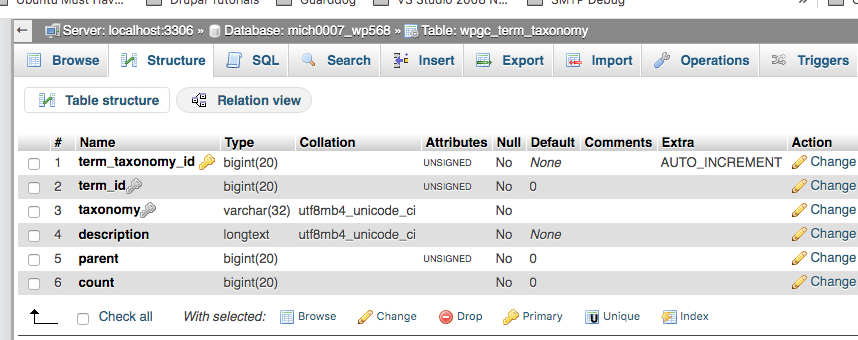 Ubuntu Must Hav... Drupal Tutorials Guarddog VS Studio 2008 N... SMTP Debug »
Server: localhost:3306 » Database: mich0007_wp568 » Table: wpgc_term_taxonomy
Browse Structure SQL Search Insert Export Import Operations Triggers
Table structure Relation view
# Name Type Collation Attributes Null Default Comments Extra Action
1 term_taxonomy_id bigint(20) UNSIGNED No None AUTO_INCREMENT Change
2 term_id bigint(20) UNSIGNED No 0 Change
3 taxonomy varchar(32) utf8mb4_unicode_ci No Change
4 description longtext utf8mb4_unicode_ci No None Change
5 parent bigint(20) UNSIGNED No 0 Change
6 count bigint(20) No 0 Change
Check all With selected: Browse Change Drop Primary Unique Index